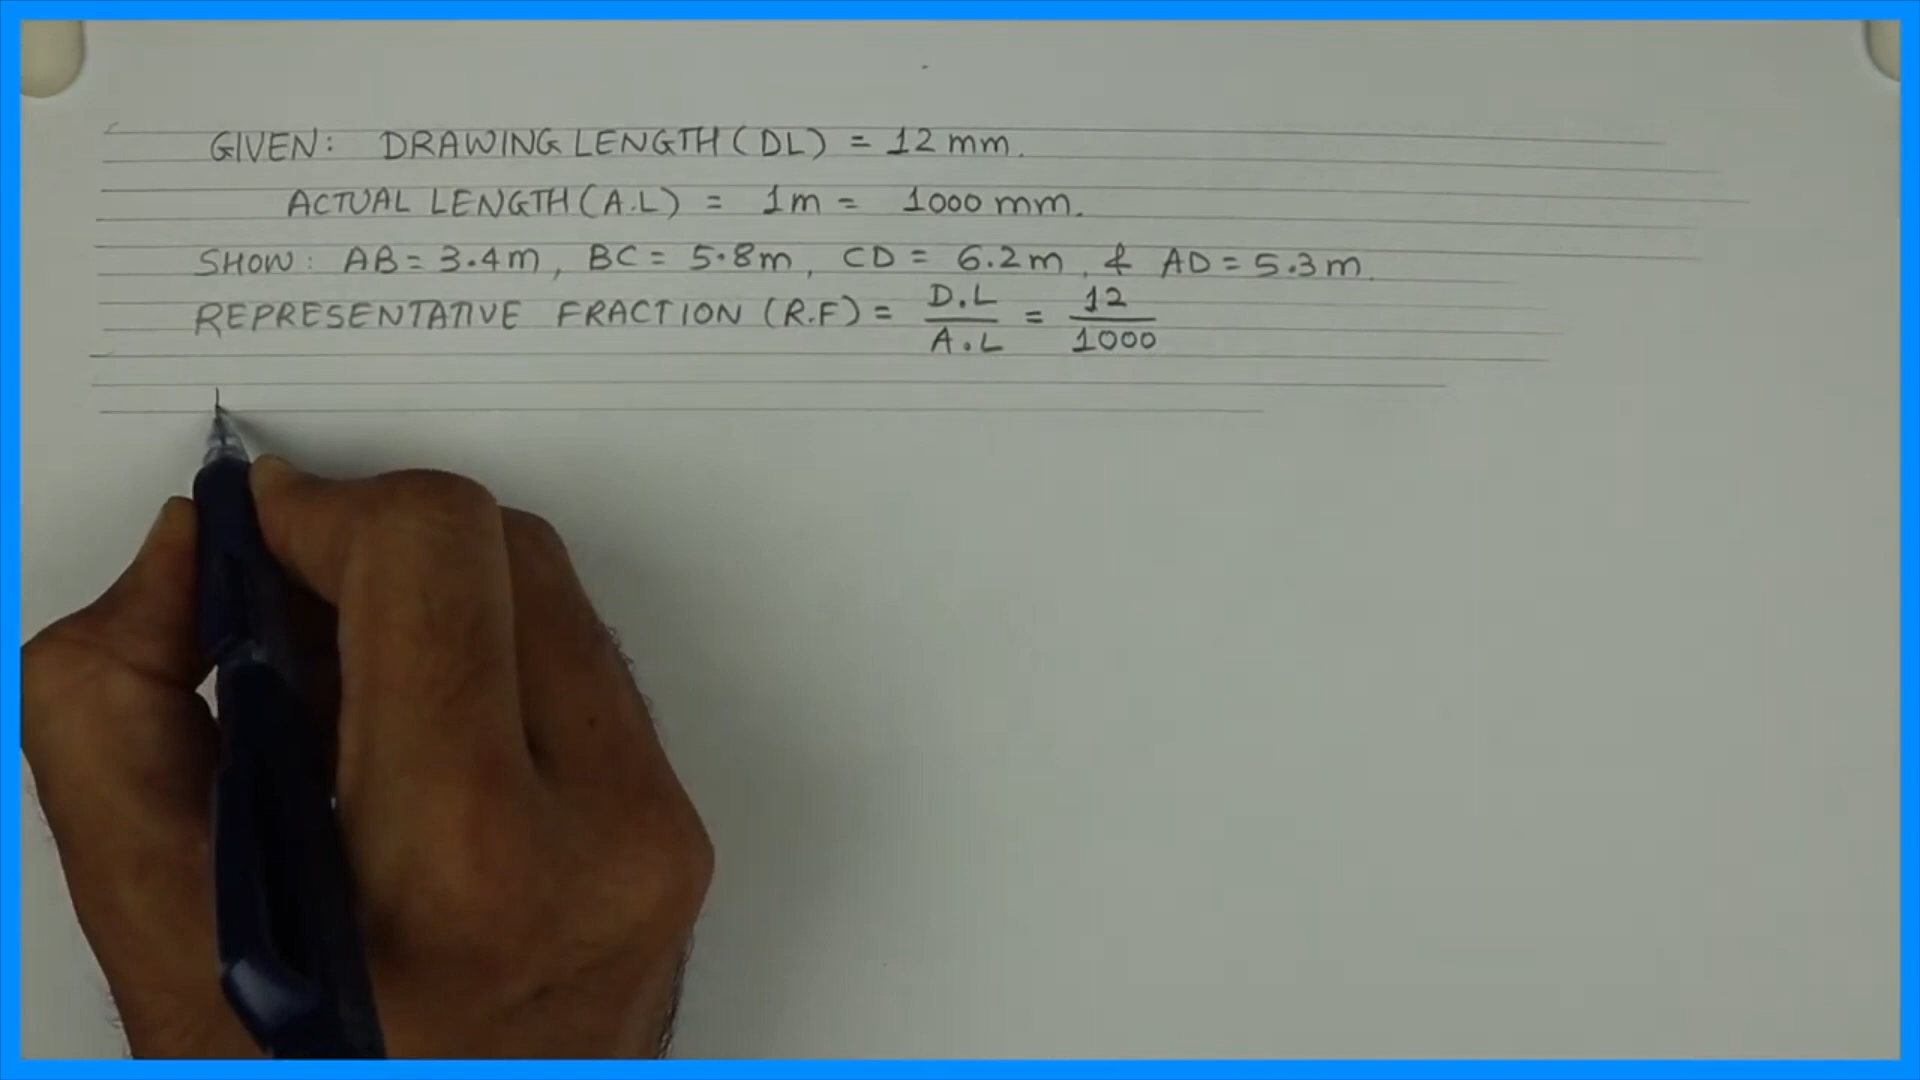 GIVEN: DRAWING LENGTH (DL) = 12 mm.
ACTUAL LENGTH (A.L) = 1m = 1000 mm.
SHOW: AB = 3.4m, BC = 5.8m, CD = 6.2m, & AD = 5.3m.
REPRESENTATIVE FRACTION (R.F) = D.L / A.L = 12 / 1000